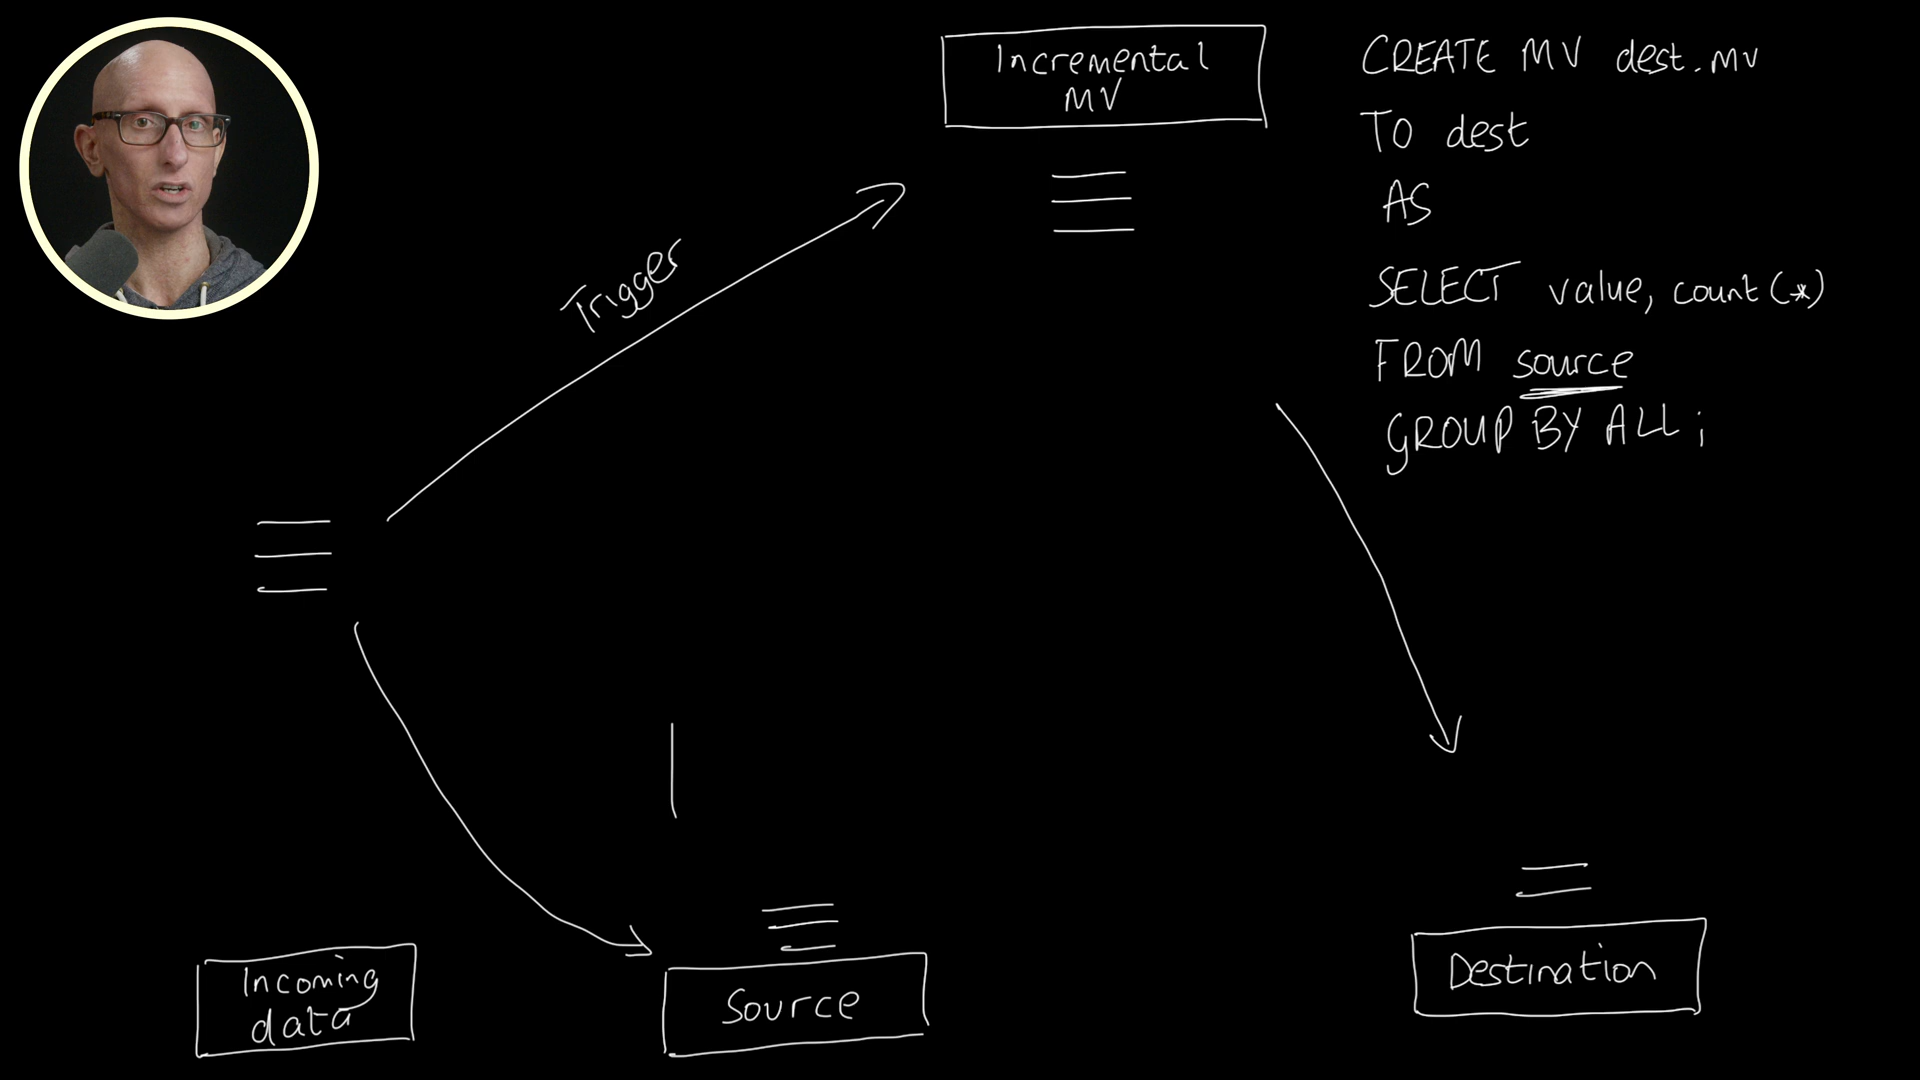 Incremental
MV
CREATE MV dest.mv
TO dest
AS
SELECT value, count(*)
FROM source
GROUP BY ALL;
Trigger
Incoming
data
Source
Destination